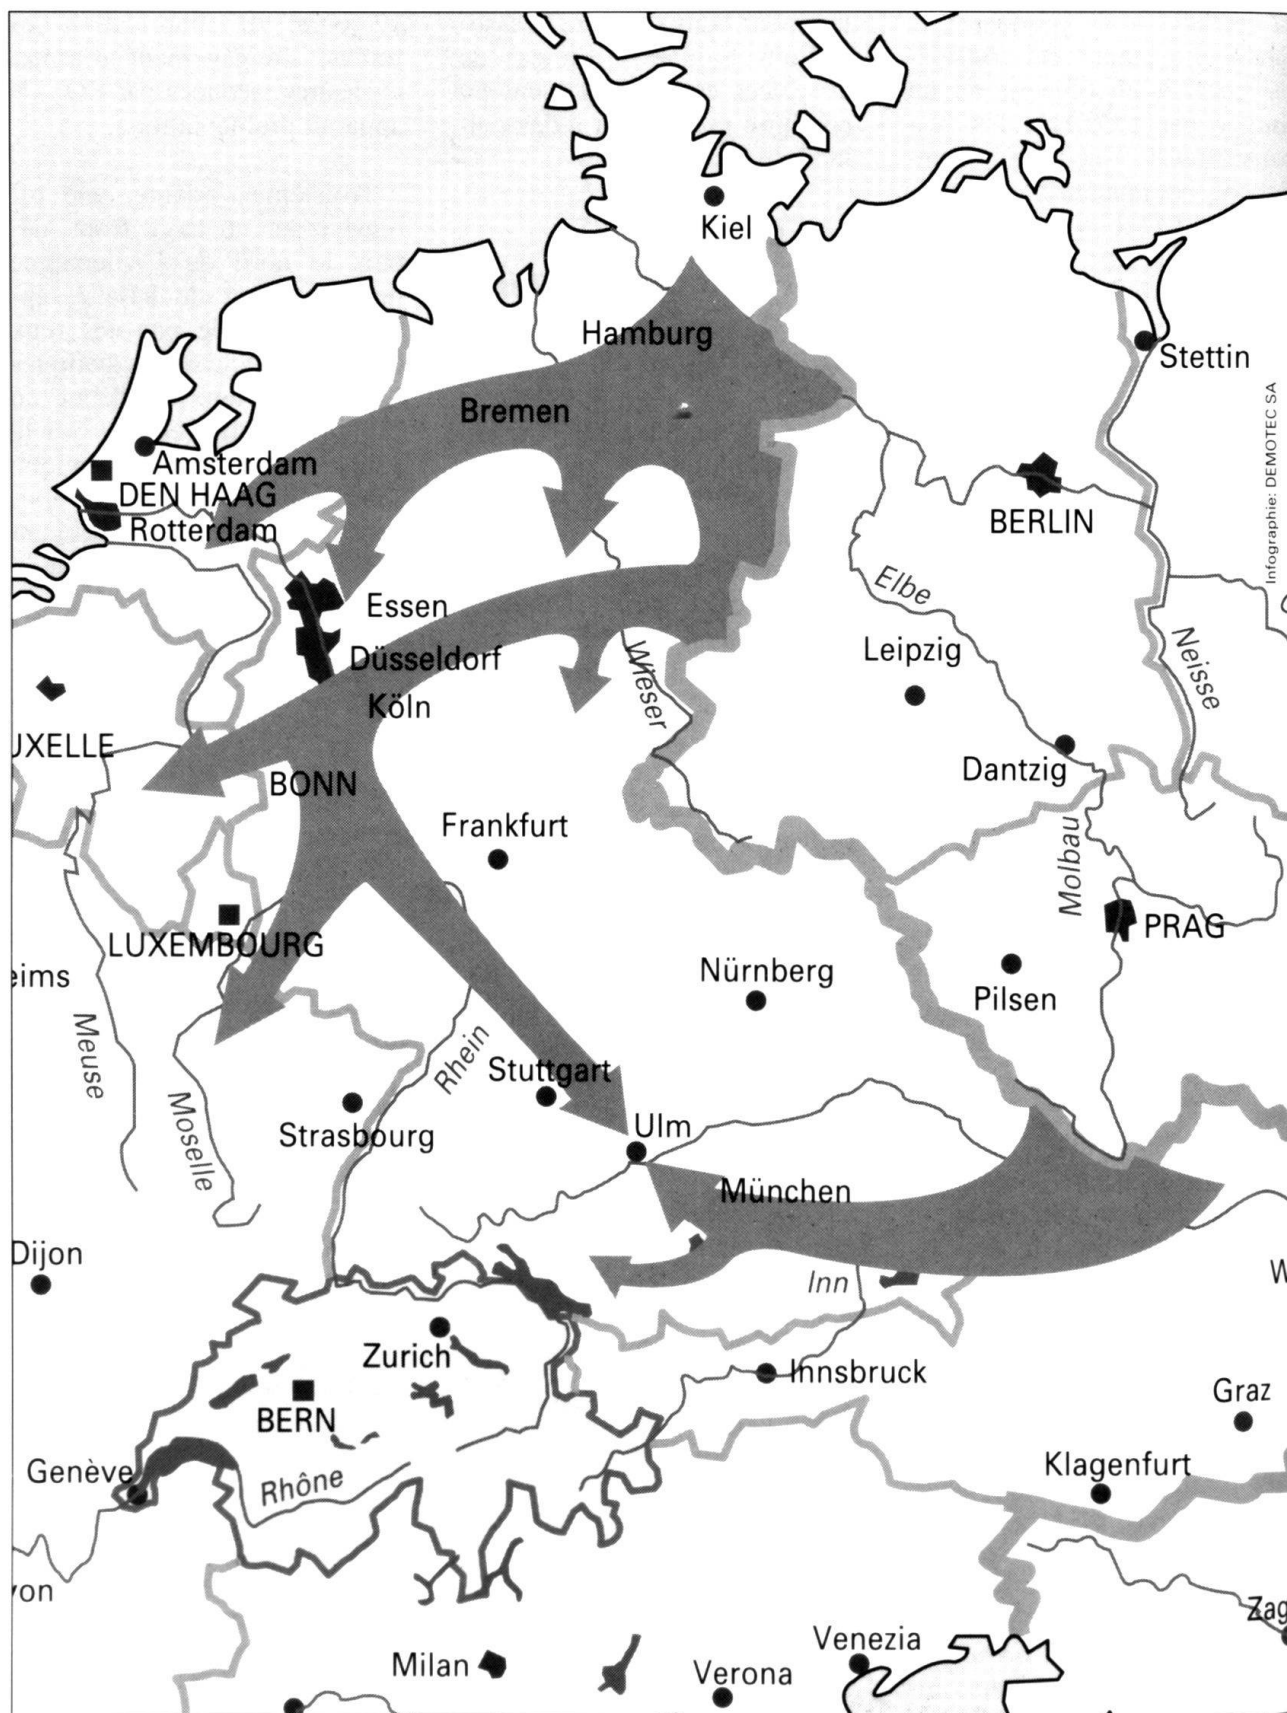 Kiel
Hamburg
Stettin
Bremen
Amsterdam
DEN HAAG
Rotterdam
BERLIN
Infographie: DEMOTEC SA
Essen
Elbe
Düsseldorf
Leipzig
Wieser
Neisse
Köln
UXELLE
BONN
Dantzig
Frankfurt
Molbau
LUXEMBOURG
PRAG
eims
Nürnberg
Pilsen
Meuse
Rhein
Stuttgart
Moselle
Strasbourg
Ulm
München
Dijon
Inn
W
Zurich
Innsbruck
BERN
Graz
Genève
Rhône
Klagenfurt
yon
Zag
Venezia
Milan
Verona